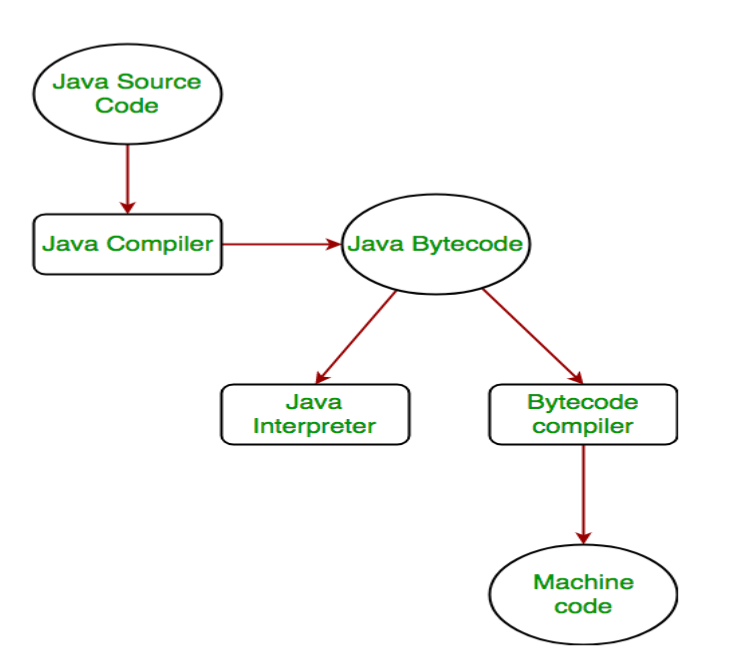 Java Source
Code
Java Compiler
Java Bytecode
Java
Interpreter
Bytecode
compiler
Machine
code